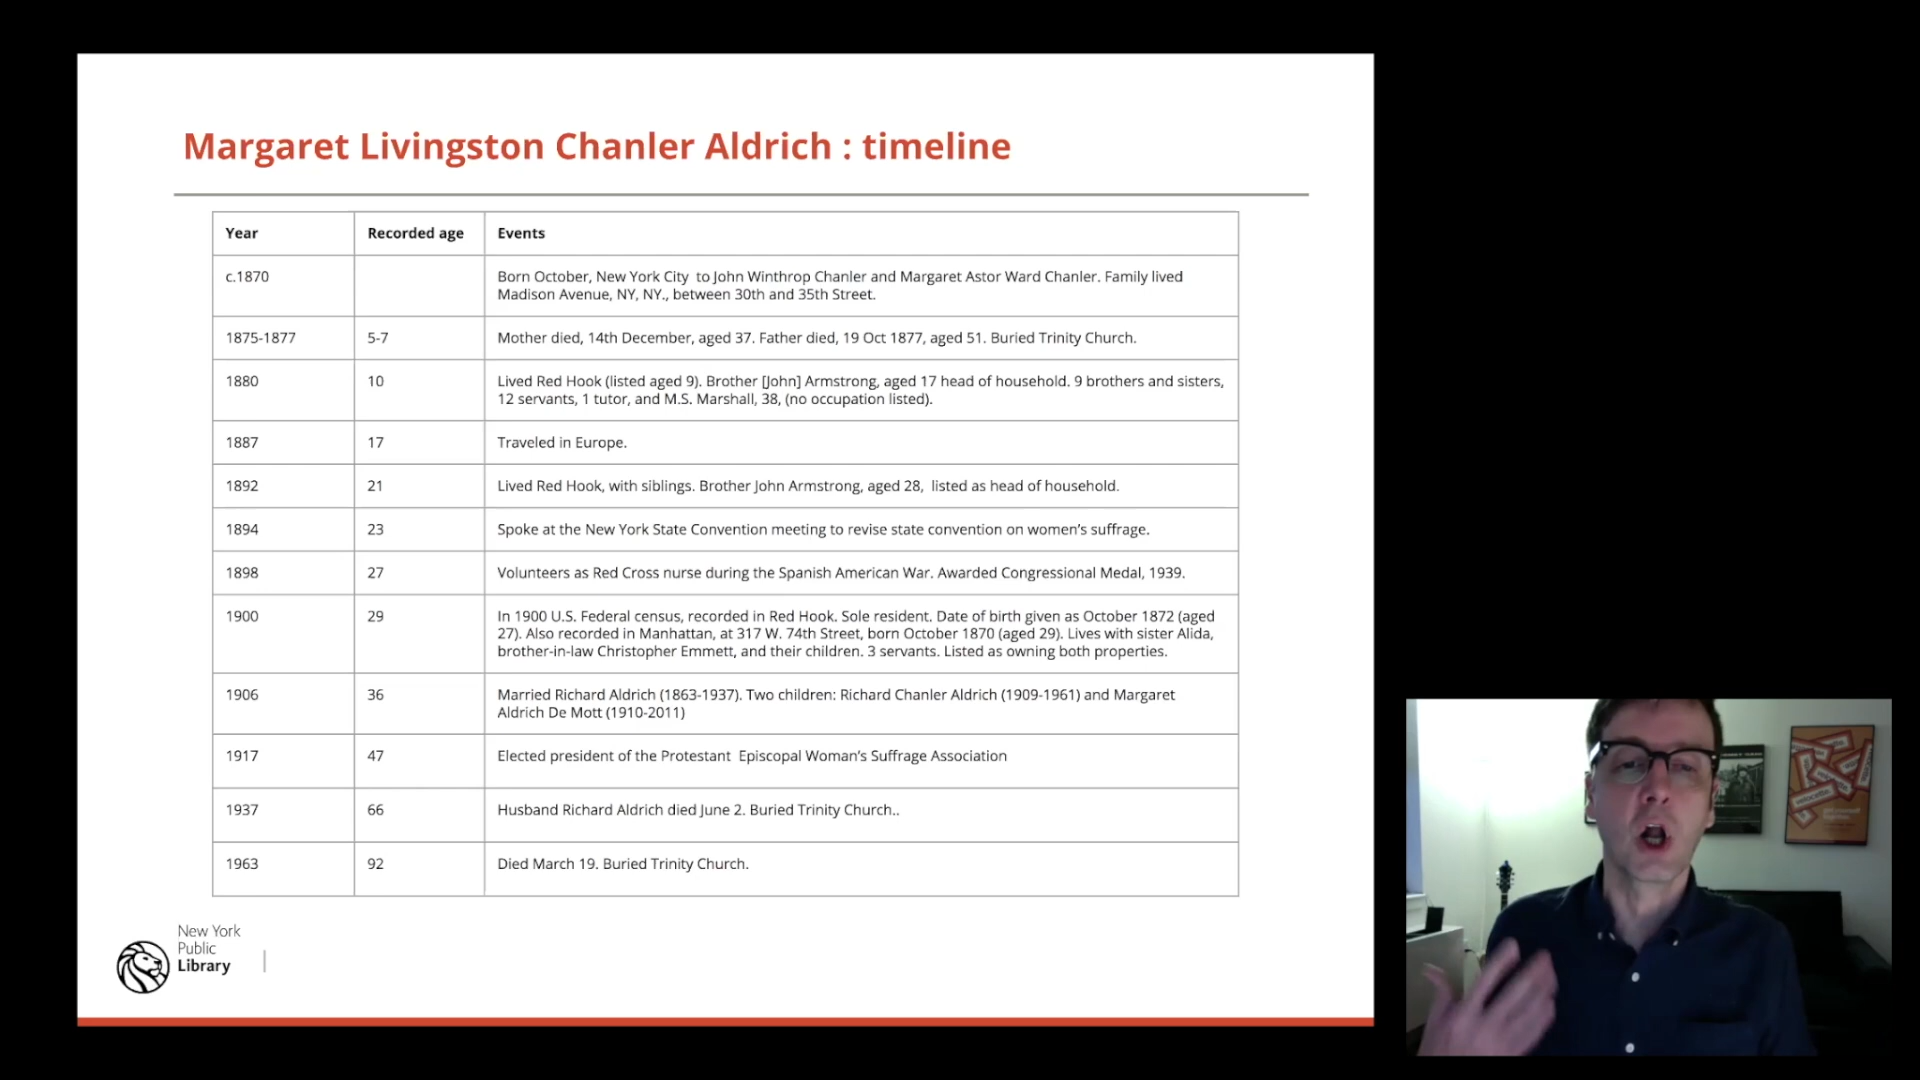 Margaret Livingston Chanler Aldrich : timeline
Year Recorded age Events
c.1870 Born October, New York City to John Winthrop Chanler and Margaret Astor Ward Chanler. Family lived
Madison Avenue, NY, NY., between 30th and 35th Street.
1875-1877 5-7 Mother died, 14th December, aged 37. Father died, 19 Oct 1877, aged 51. Buried Trinity Church.
1880 10 Lived Red Hook (listed aged 9). Brother [John] Armstrong, aged 17 head of household. 9 brothers and sisters,
12 servants, 1 tutor, and M.S. Marshall, 38, (no occupation listed).
1887 17 Traveled in Europe.
1892 21 Lived Red Hook, with siblings. Brother John Armstrong, aged 28, listed as head of household.
1894 23 Spoke at the New York State Convention meeting to revise state convention on women's suffrage.
1898 27 Volunteers as Red Cross nurse during the Spanish American War. Awarded Congressional Medal, 1939.
1900 29 In 1900 U.S. Federal census, recorded in Red Hook. Sole resident. Date of birth given as October 1872 (aged
27). Also recorded in Manhattan, at 317 W. 74th Street, born October 1870 (aged 29). Lives with sister Alida,
brother-in-law Christopher Emmett, and their children. 3 servants. Listed as owning both properties.
1906 36 Married Richard Aldrich (1863-1937). Two children: Richard Chanler Aldrich (1909-1961) and Margaret
Aldrich De Mott (1910-2011)
1917 47 Elected president of the Protestant Episcopal Woman's Suffrage Association
1937 66 Husband Richard Aldrich died June 2. Buried Trinity Church..
1963 92 Died March 19. Buried Trinity Church.
New York
Public
Library